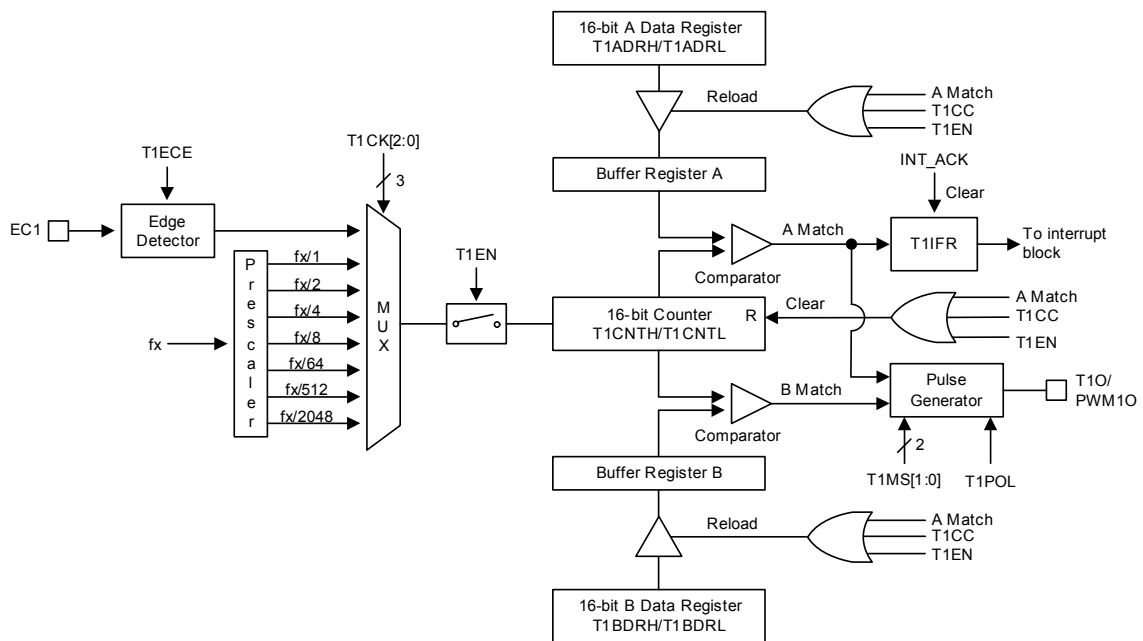 16-bit A Data Register
T1ADRH/T1ADRL
Reload
A Match
T1CC
T1EN
T1CK[2:0]
3
T1ECE
Buffer Register A
INT_ACK
Clear
EC1
Edge
Detector
Prescaler
fx/1
fx/2
fx/4
fx/8
fx/64
fx/512
fx/2048
fx
MUX
T1EN
A Match
Comparator
T1IFR
To interrupt
block
16-bit Counter
T1CNTH/T1CNTL
R
Clear
A Match
T1CC
T1EN
B Match
Comparator
Pulse
Generator
T1O/
PWM1O
2
T1MS[1:0]
T1POL
Buffer Register B
Reload
A Match
T1CC
T1EN
16-bit B Data Register
T1BDRH/T1BDRL